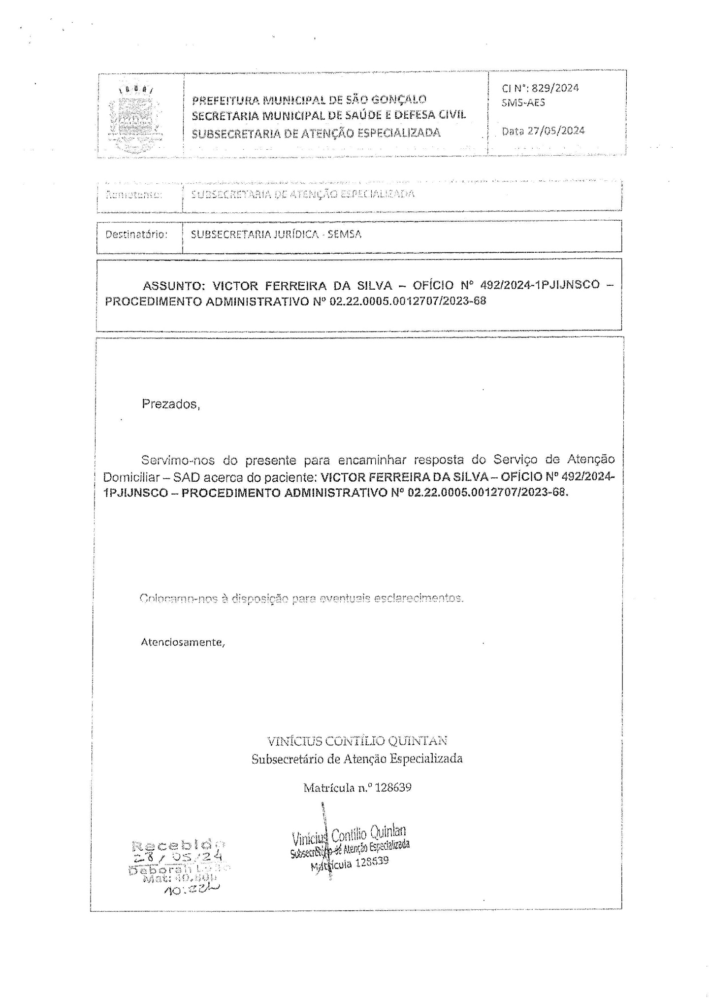 PREFEITURA MUNICIPAL DE SÃO GONÇALO
SECRETARIA MUNICIPAL DE SAÚDE E DEFESA CIVIL
SUBSECRETARIA DE ATENÇÃO ESPECIALIZADA
CI N°: 829/2024
SMS-AES
Data 27/05/2024
Remetente: SUBSECRETARIA DE ATENÇÃO ESPECIALIZADA
Destinatário: SUBSECRETARIA JURÍDICA - SEMSA
ASSUNTO: VICTOR FERREIRA DA SILVA – OFÍCIO Nº 492/2024-1PJIJNSCO –
PROCEDIMENTO ADMINISTRATIVO Nº 02.22.0005.0012707/2023-68
Prezados,
Servimo-nos do presente para encaminhar resposta do Serviço de Atenção
Domiciliar – SAD acerca do paciente: VICTOR FERREIRA DA SILVA – OFÍCIO Nº 492/2024-
1PJIJNSCO – PROCEDIMENTO ADMINISTRATIVO Nº 02.22.0005.0012707/2023-68.
Colocamo-nos à disposição para eventuais esclarecimentos.
Atenciosamente,
VINÍCIUS CONTÍLIO QUINTAN
Subsecretário de Atenção Especializada
Matrícula n.º 128639
Vinícius Contílio Quintan
Subsecretário de Atenção Especializada
Matrícula 128639
Recebido
28/05/24
Deborah
Mat:
10:22h